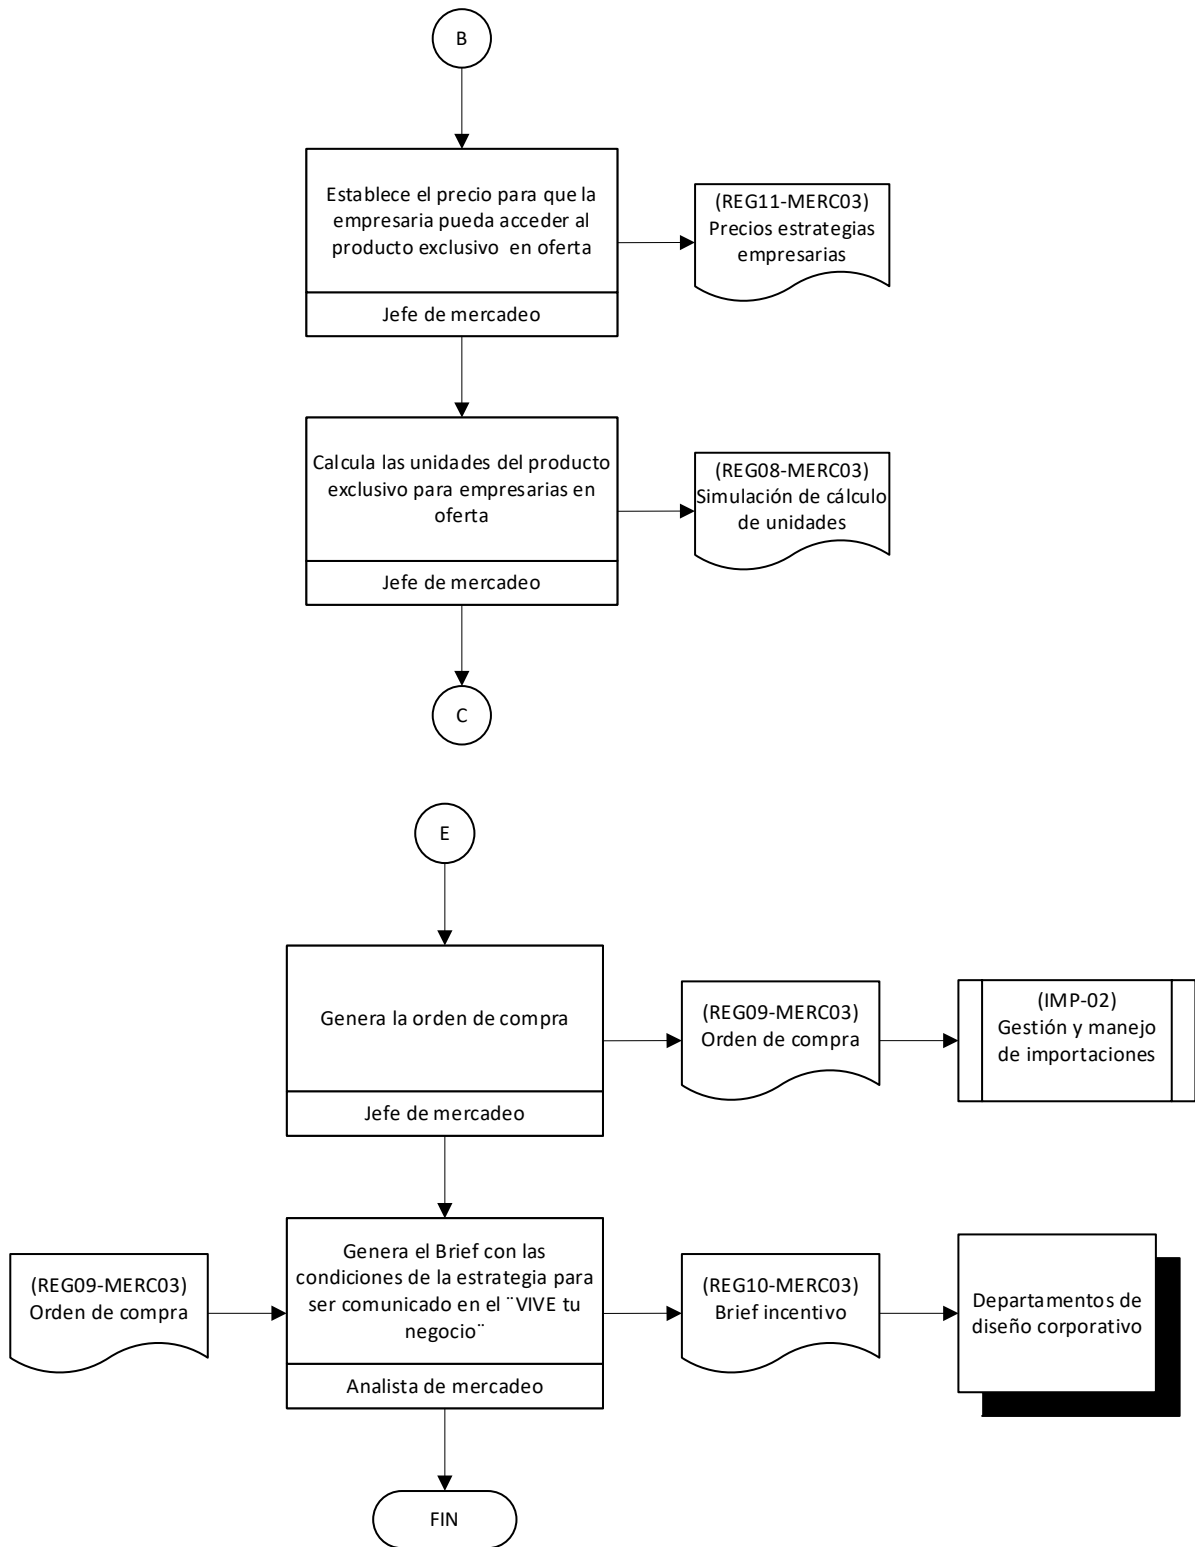 B
Establece el precio para que la
empresaria pueda acceder al
producto exclusivo en oferta
Jefe de mercadeo
(REG11-MERC03)
Precios estrategias
empresarias
Calcula las unidades del producto
exclusivo para empresarias en
oferta
Jefe de mercadeo
(REG08-MERC03)
Simulación de cálculo
de unidades
C
E
Genera la orden de compra
Jefe de mercadeo
(REG09-MERC03)
Orden de compra
(IMP-02)
Gestión y manejo
de importaciones
(REG09-MERC03)
Orden de compra
Genera el Brief con las
condiciones de la estrategia para
ser comunicado en el ¨VIVE tu
negocio¨
Analista de mercadeo
(REG10-MERC03)
Brief incentivo
Departamentos de
diseño corporativo
FIN